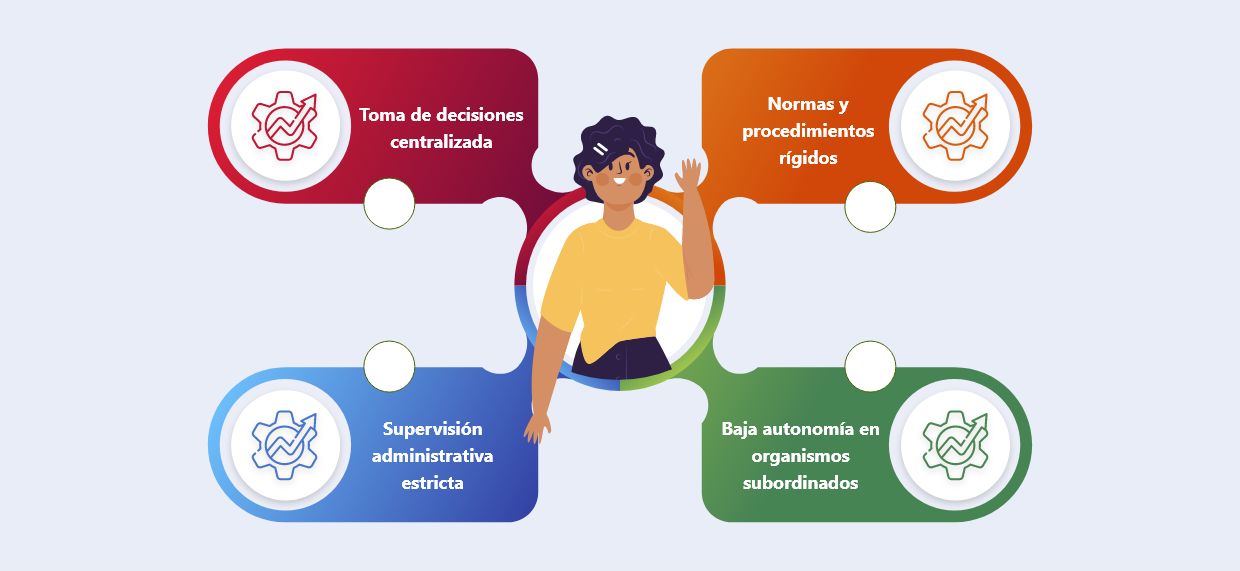 Toma de decisiones
centralizada
Normas y
procedimientos
rígidos
Supervisión
administrativa
estricta
Baja autonomía en
organismos
subordinados